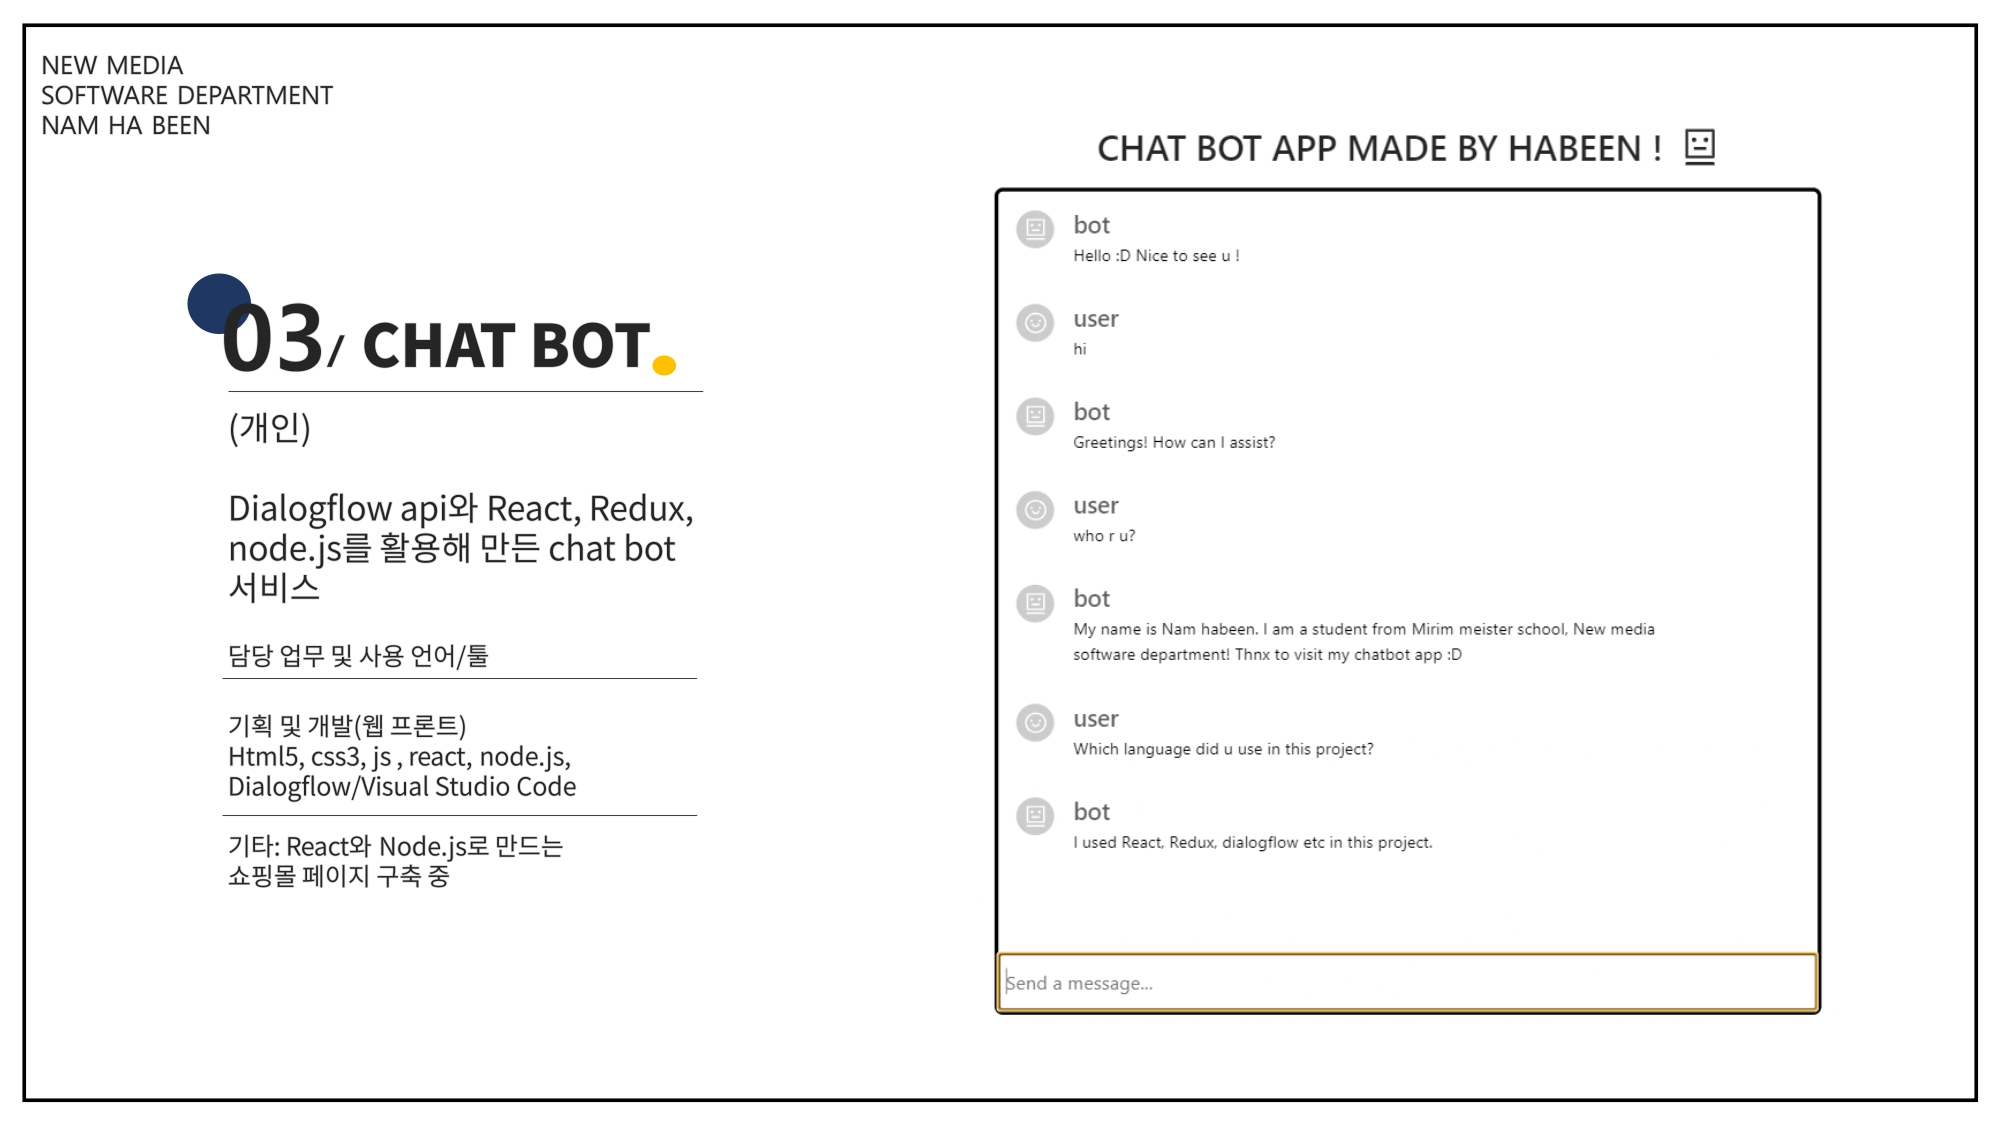 NEW MEDIA
SOFTWARE DEPARTMENT
NAM HA BEEN
03/ CHAT BOT.
(개인)
Dialogflow api와 React, Redux,
node.js를 활용해 만든 chat bot
서비스
담당 업무 및 사용 언어/툴
기획 및 개발(웹 프론트)
Html5, css3, js , react, node.js,
Dialogflow/Visual Studio Code
기타: React와 Node.js로 만드는
쇼핑몰 페이지 구축 중
CHAT BOT APP MADE BY HABEEN !
bot
Hello :D Nice to see u !
user
hi
bot
Greetings! How can I assist?
user
who r u?
bot
My name is Nam habeen. I am a student from Mirim meister school, New media
software department! Thnx to visit my chatbot app :D
user
Which language did u use in this project?
bot
I used React, Redux, dialogflow etc in this project.
Send a message...